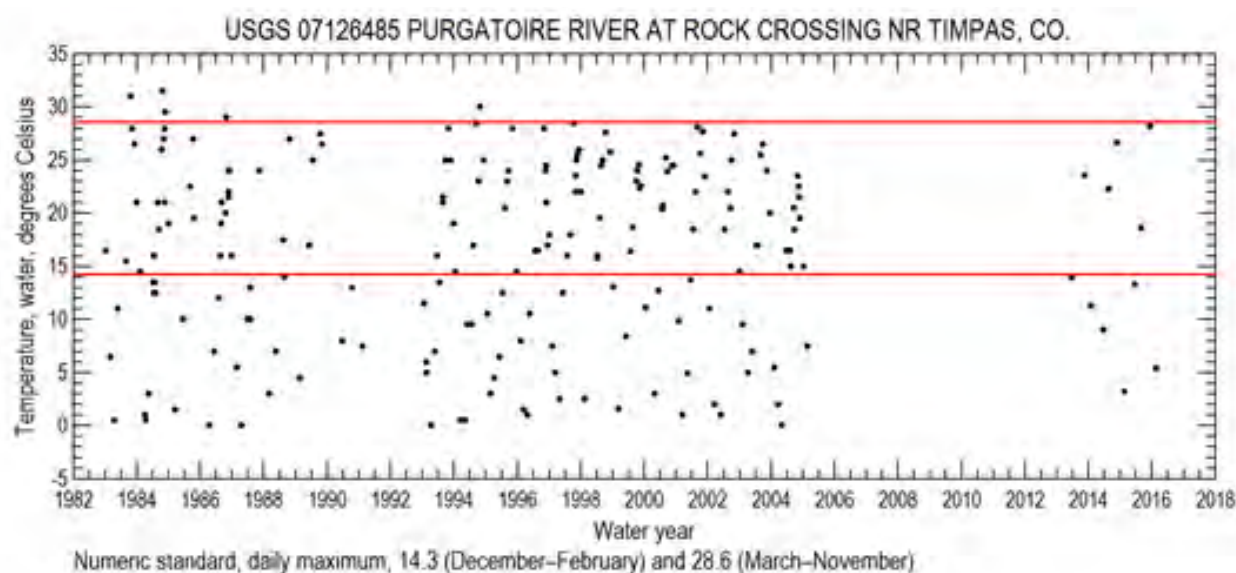 USGS 07126485 PURGATOIRE RIVER AT ROCK CROSSING NR TIMPAS, CO.
35
30
25
20
15
10
5
0
-5
Temperature, water, degrees Celsius
1982 1984 1986 1988 1990 1992 1994 1996 1998 2000 2002 2004 2006 2008 2010 2012 2014 2016 2018
Water year
Numeric standard, daily maximum, 14.3 (December–February) and 28.6 (March–November)